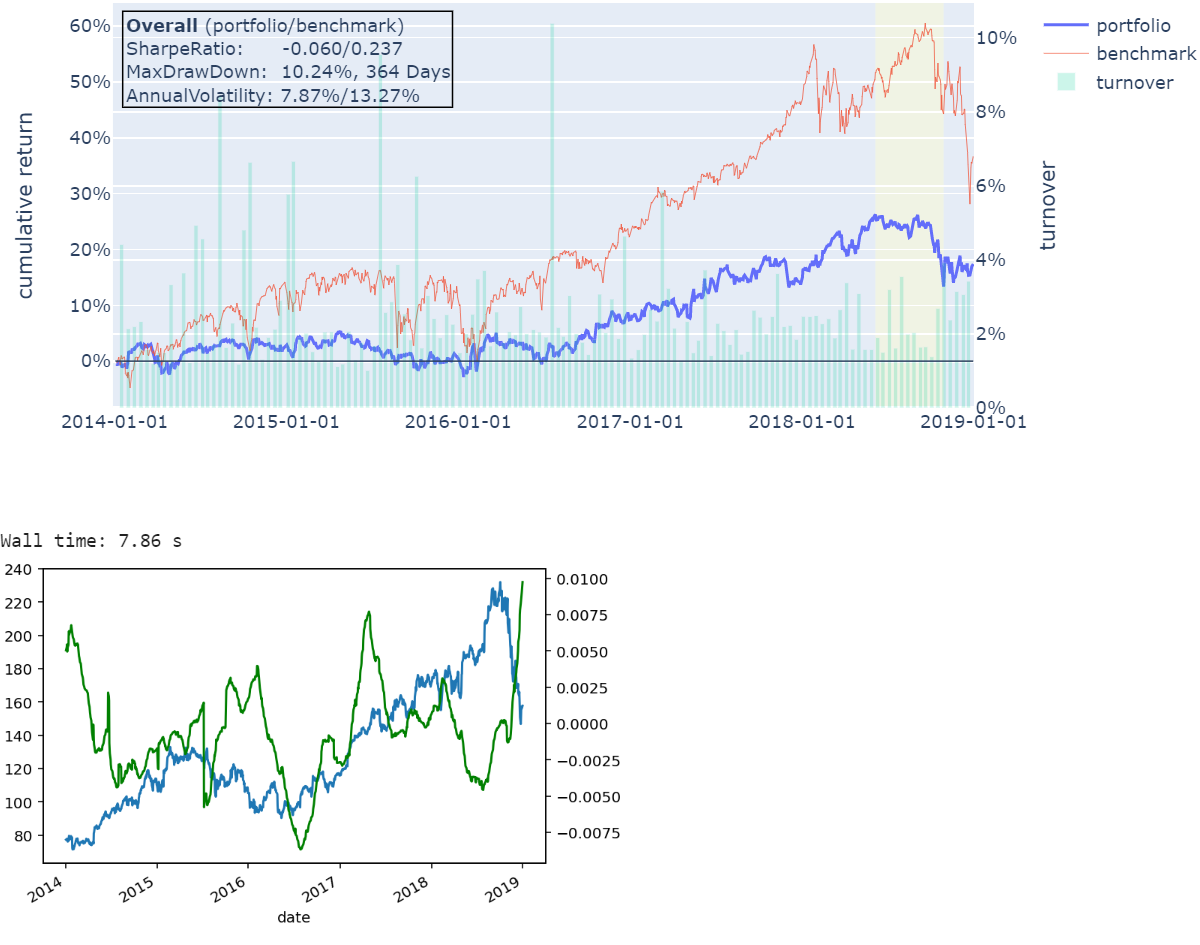 Overall (portfolio/benchmark)
SharpeRatio: -0.060/0.237
MaxDrawDown: 10.24%, 364 Days
AnnualVolatility: 7.87%/13.27%
60%
50%
40%
30%
20%
10%
0%
cumulative return
10%
8%
6%
4%
2%
0%
turnover
portfolio
benchmark
turnover
2014-01-01 2015-01-01 2016-01-01 2017-01-01 2018-01-01 2019-01-01
Wall time: 7.86 s
240
220
200
180
160
140
120
100
80
0.0100
0.0075
0.0050
0.0025
0.0000
−0.0025
−0.0050
−0.0075
2014 2015 2016 2017 2018 2019
date